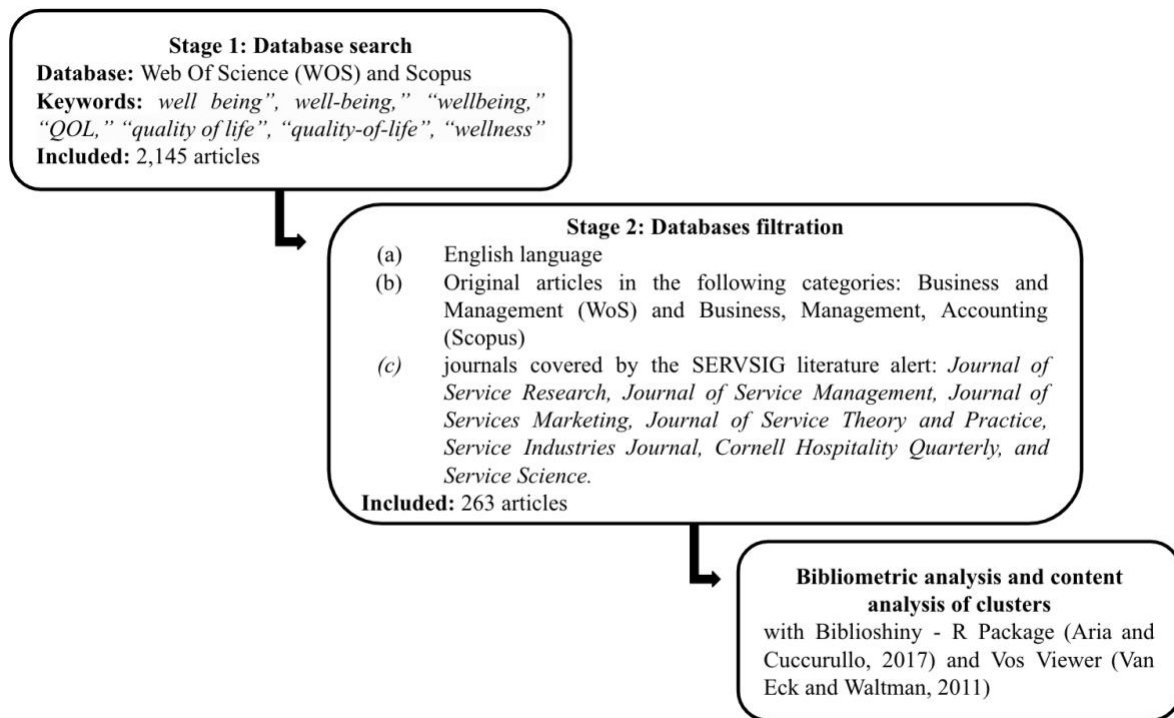 Stage 1: Database search
Database: Web Of Science (WOS) and Scopus
Keywords: well being”, well-being,” “wellbeing,”
“QOL,” “quality of life”, “quality-of-life”, “wellness”
Included: 2,145 articles
Stage 2: Databases filtration
(a) English language
(b) Original articles in the following categories: Business and
Management (WoS) and Business, Management, Accounting
(Scopus)
(c) journals covered by the SERVSIG literature alert: Journal of
Service Research, Journal of Service Management, Journal of
Services Marketing, Journal of Service Theory and Practice,
Service Industries Journal, Cornell Hospitality Quarterly, and
Service Science.
Included: 263 articles
Bibliometric analysis and content
analysis of clusters
with Biblioshiny - R Package (Aria and
Cuccurullo, 2017) and Vos Viewer (Van
Eck and Waltman, 2011)